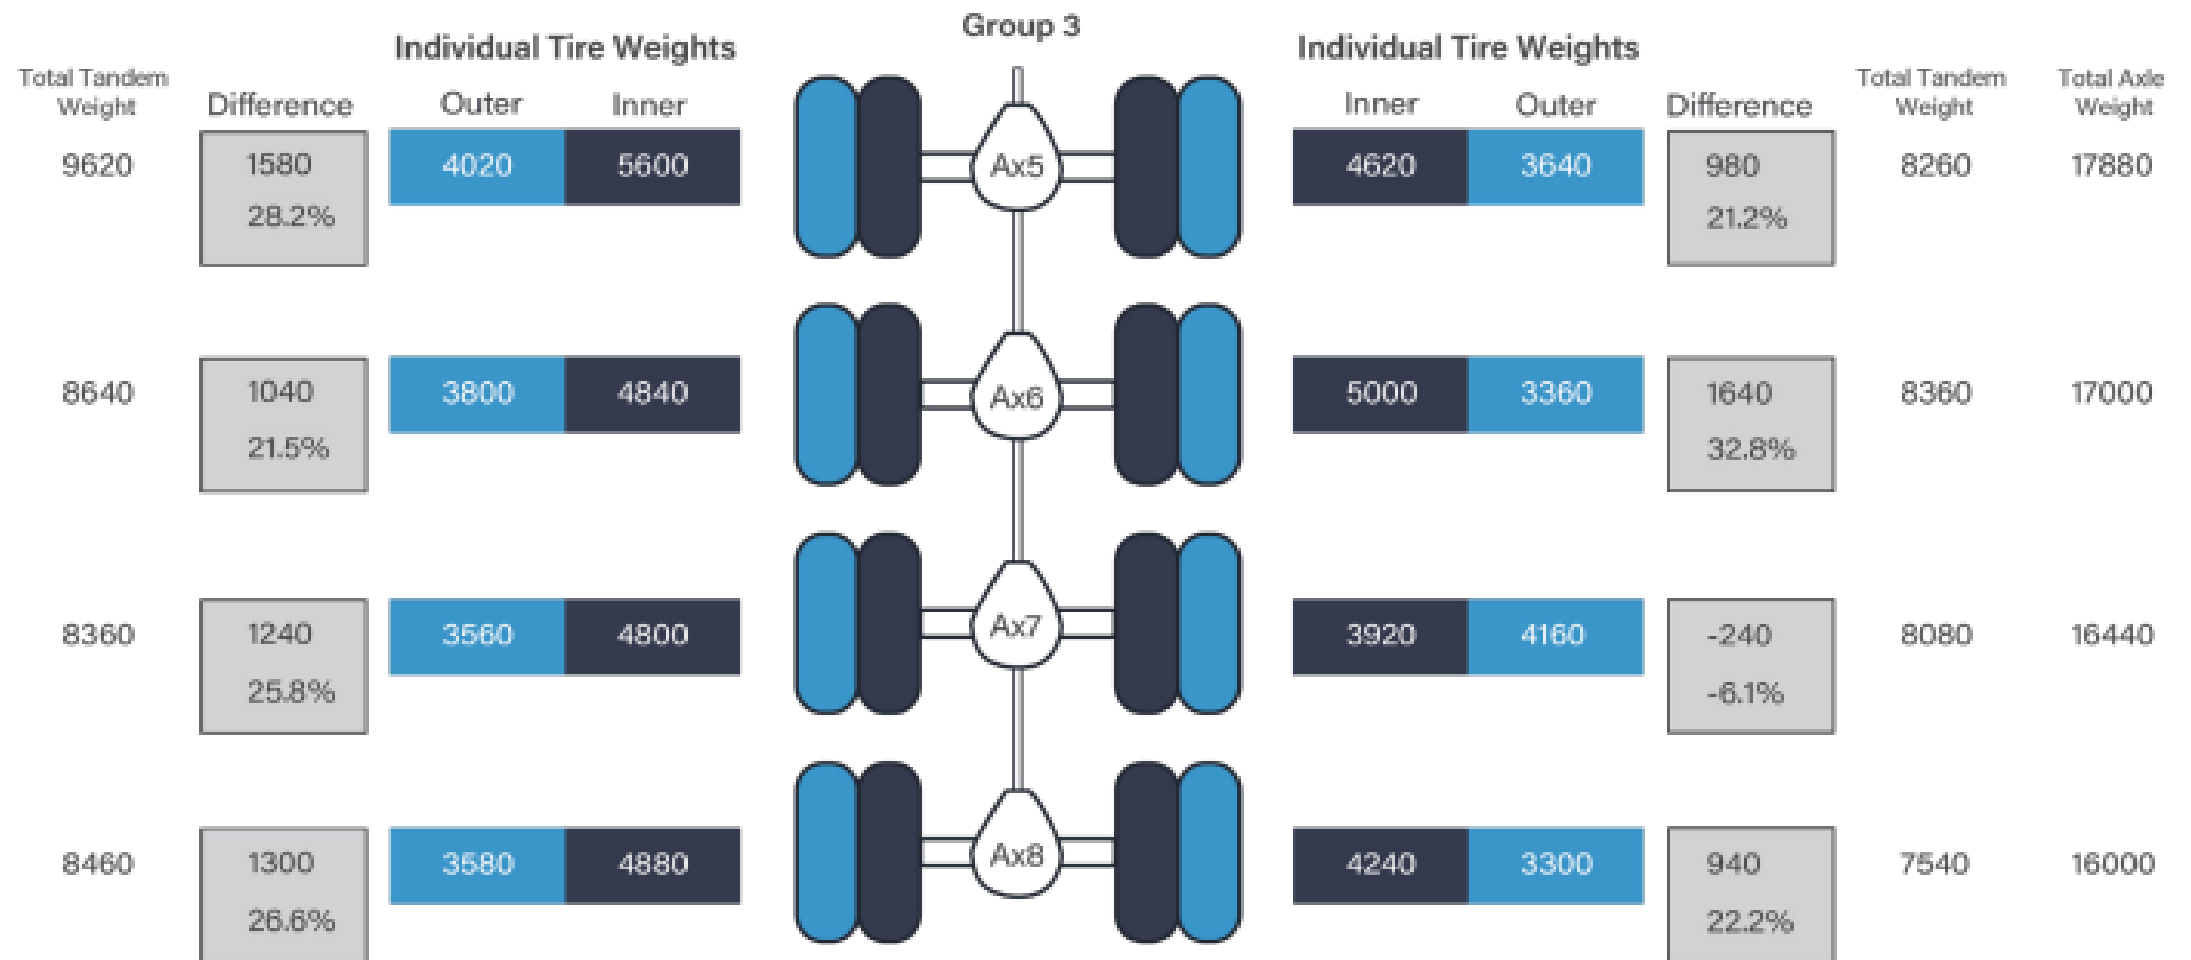 Group 3
Individual Tire Weights Individual Tire Weights
Total Tandem Total Tandem Total Axle
Weight Difference Outer Inner Inner Outer Difference Weight Weight
9620 1580 4020 5600 Ax5 4620 3640 980 8260 17880
28.2% 21.2%
8640 1040 3800 4840 Ax6 5000 3360 1640 8360 17000
21.5% 32.8%
8360 1240 3560 4800 Ax7 3920 4160 -240 8080 16440
25.8% -6.1%
8460 1300 3580 4880 Ax8 4240 3300 940 7540 16000
26.6% 22.2%